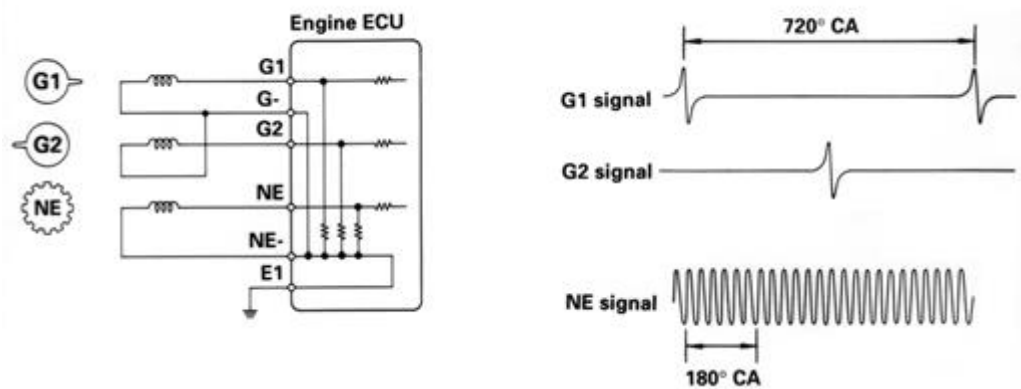 Engine ECU
G1
G1
G-
G2
G2
NE
NE
NE-
E1
720° CA
G1 signal
G2 signal
NE signal
180° CA